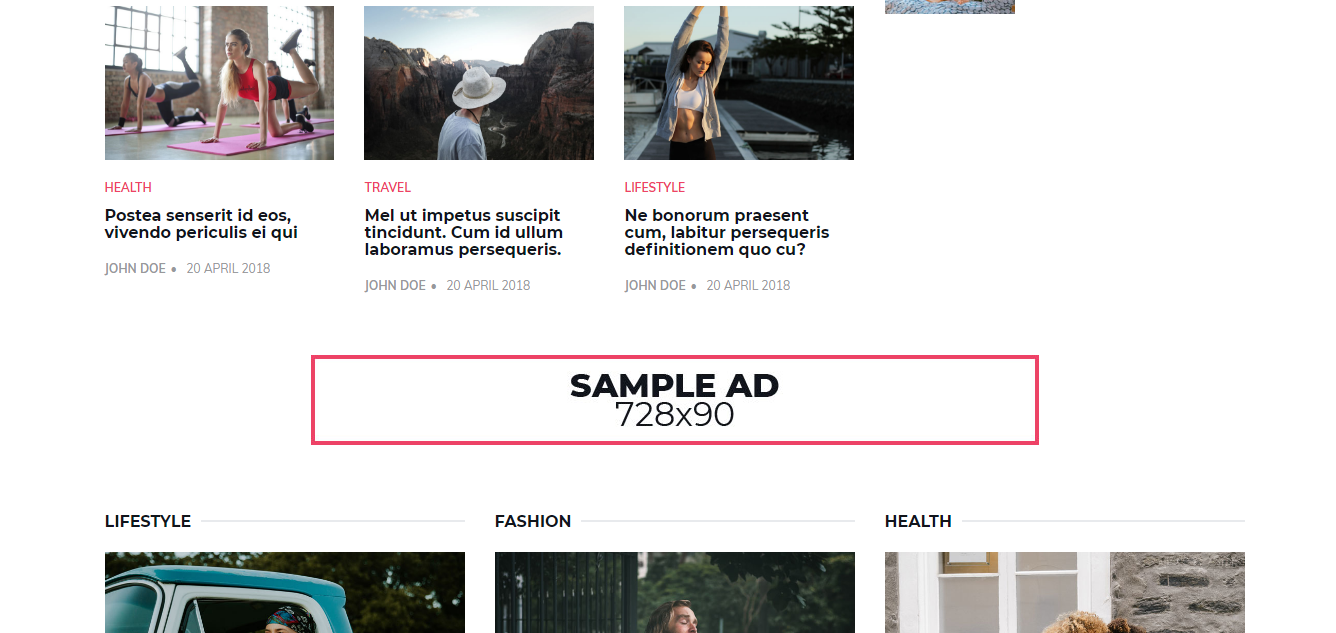 HEALTH
Postea senserit id eos,
vivendo periculis ei qui
JOHN DOE • 20 APRIL 2018
TRAVEL
Mel ut impetus suscipit
tincidunt. Cum id ullum
laboramus persequeris.
JOHN DOE • 20 APRIL 2018
LIFESTYLE
Ne bonorum praesent
cum, labitur persequeris
definitionem quo cu?
JOHN DOE • 20 APRIL 2018
SAMPLE AD
728x90
LIFESTYLE
FASHION
HEALTH